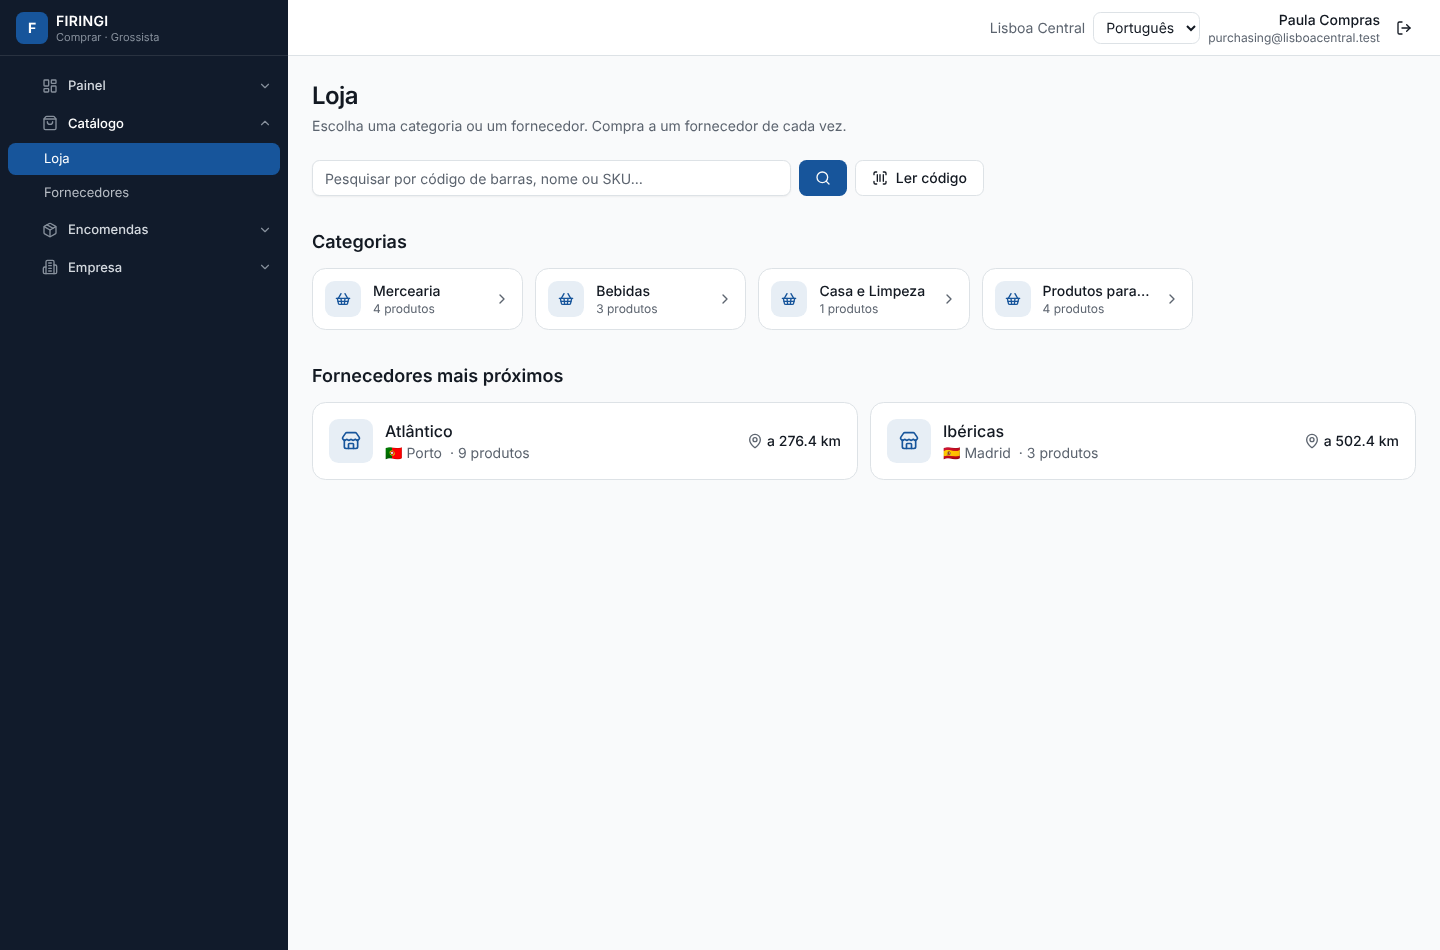 F
FIRINGI
Comprar · Grossista
Lisboa Central
Português
Paula Compras
purchasing@lisboacentral.test
Painel
Catálogo
Loja
Fornecedores
Encomendas
Empresa
Loja
Escolha uma categoria ou um fornecedor. Compra a um fornecedor de cada vez.
Pesquisar por código de barras, nome ou SKU...
Ler código
Categorias
Mercearia
4 produtos
Bebidas
3 produtos
Casa e Limpeza
1 produtos
Produtos para...
4 produtos
Fornecedores mais próximos
Atlântico
Porto · 9 produtos
a 276.4 km
Ibéricas
Madrid · 3 produtos
a 502.4 km